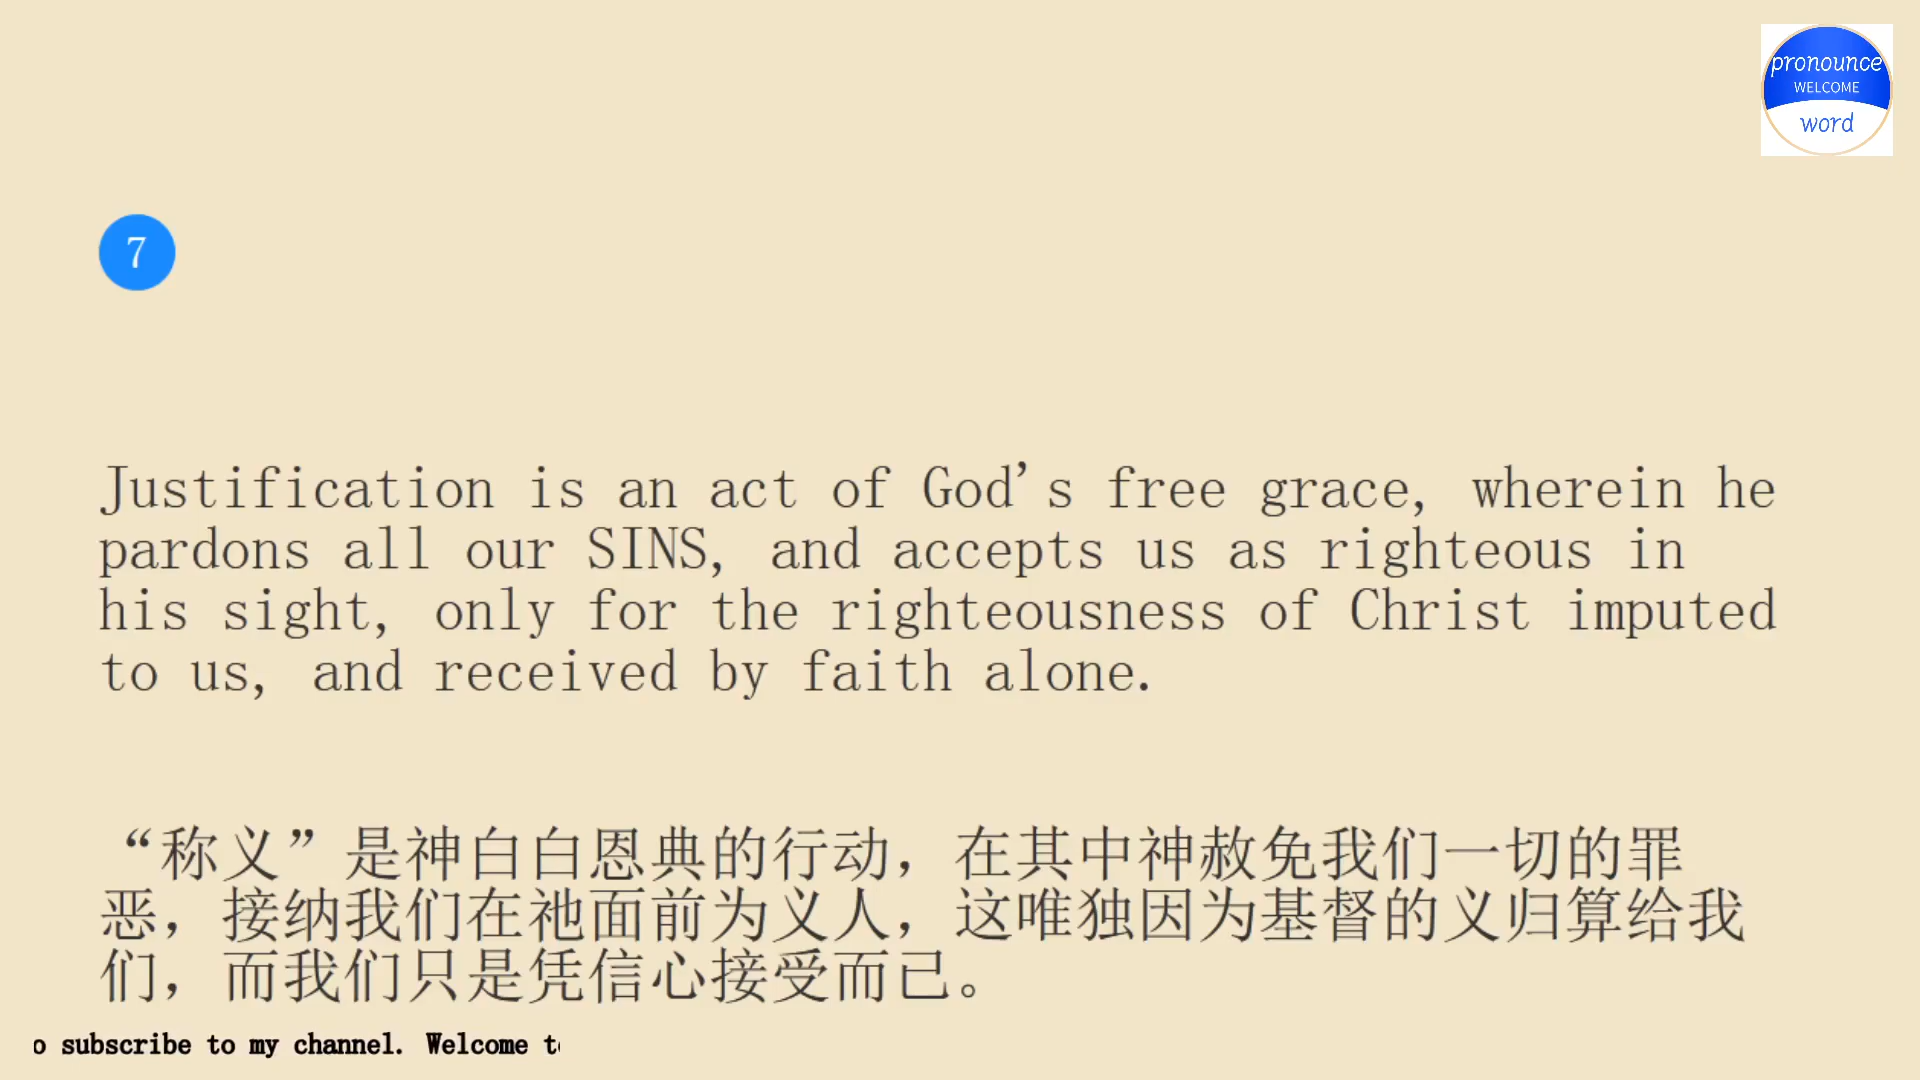 pronounce
WELCOME
word
7
Justification is an act of God's free grace, wherein he
pardons all our SINS, and accepts us as righteous in
his sight, only for the righteousness of Christ imputed
to us, and received by faith alone.
“称义”是神白白恩典的行动，在其中神赦免我们一切的罪
恶，接纳我们在祂面前为义人，这唯独因为基督的义归算给我
们，而我们只是凭信心接受而已。
o subscribe to my channel. Welcome t